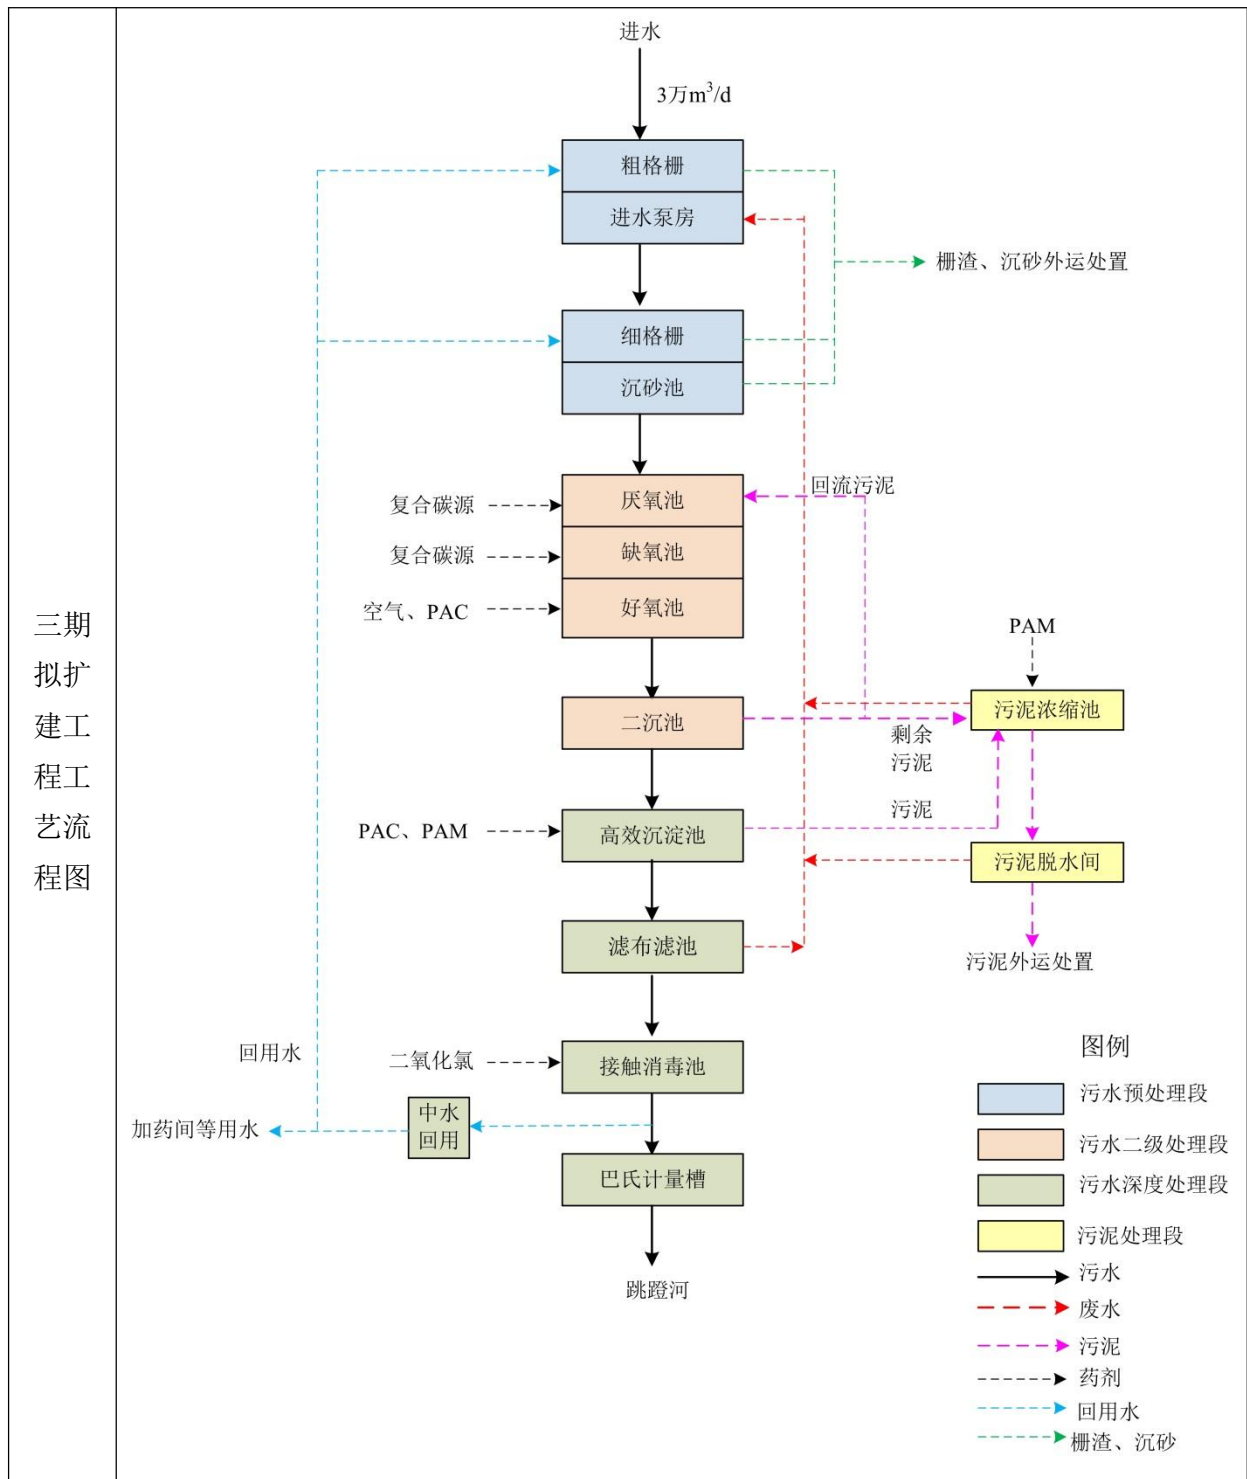 三期
拟扩
建工
程工
艺流
程图
进水
3万m³/d
粗格栅
进水泵房
栅渣、沉砂外运处置
细格栅
沉砂池
回流污泥
复合碳源
厌氧池
复合碳源
缺氧池
空气、PAC
好氧池
PAM
二沉池
污泥浓缩池
剩余
污泥
污泥
PAC、PAM
高效沉淀池
污泥脱水间
滤布滤池
污泥外运处置
回用水
二氧化氯
接触消毒池
加药间等用水
中水
回用
巴氏计量槽
跳蹬河
图例
污水预处理段
污水二级处理段
污水深度处理段
污泥处理段
污水
废水
污泥
药剂
回用水
栅渣、沉砂